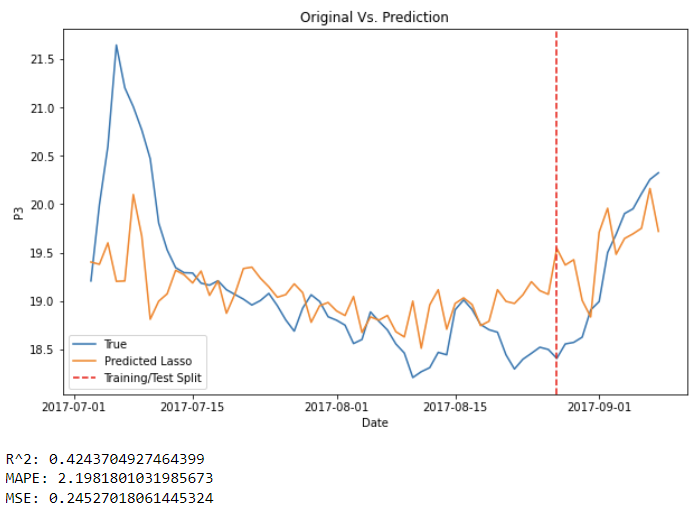 Original Vs. Prediction
21.5
21.0
20.5
20.0
19.5
19.0
18.5
P3
True
Predicted Lasso
Training/Test Split
2017-07-01 2017-07-15 2017-08-01 2017-08-15 2017-09-01
Date
R^2: 0.4243704927464399
MAPE: 2.1981801031985673
MSE: 0.24527018061445324